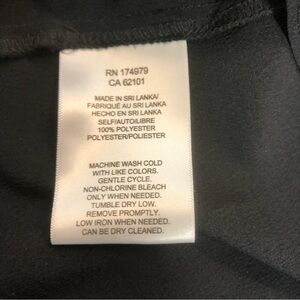 RN 174979
CA 62101
MADE IN SRI LANKA/
FABRIQUÉ AU SRI LANKA
HECHO EN SRI LANKA
SELF/AUTO/LIBRE
100% POLYESTER
POLYESTER/POLIESTER
MACHINE WASH COLD
WITH LIKE COLORS.
GENTLE CYCLE.
NON-CHLORINE BLEACH
ONLY WHEN NEEDED.
TUMBLE DRY LOW.
REMOVE PROMPTLY.
LOW IRON WHEN NEEDED.
CAN BE DRY CLEANED.